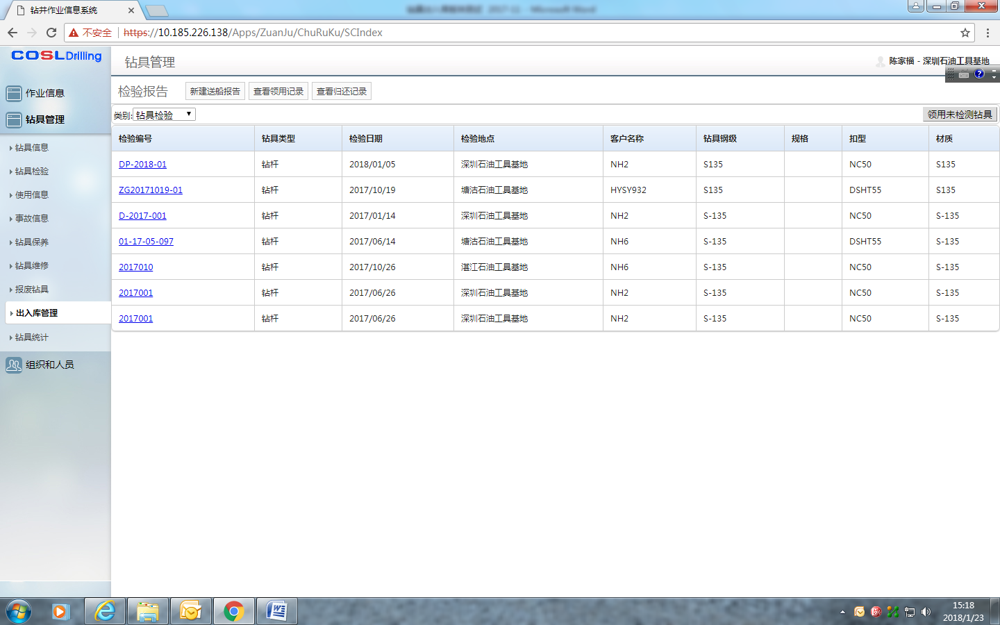 钻井作业信息系统
不安全 https://10.185.226.138/Apps/ZuanJu/ChuRuKu/SCIndex
COSL Drilling
钻具管理
陈家福 - 深圳石油工具基地
作业信息
钻具管理
钻具信息
钻具检验
使用信息
事故信息
钻具保养
钻具维修
报废钻具
出入库管理
钻具统计
组织和人员
检验报告 新建送船报告 查看领用记录 查看归还记录
类别: 钻具检验 领用未检测钻具
检验编号 钻具类型 检验日期 检验地点 客户名称 钻具钢级 规格 扣型 材质
DP-2018-01 钻杆 2018/01/05 深圳石油工具基地 NH2 S135 NC50 S135
ZG20171019-01 钻杆 2017/10/19 塘沽石油工具基地 HYSY932 S135 DSHT55 S135
D-2017-001 钻杆 2017/01/14 深圳石油工具基地 NH2 S-135 NC50 S-135
01-17-05-097 钻杆 2017/06/14 塘沽石油工具基地 NH6 S-135 DSHT55 S-135
2017010 钻杆 2017/10/26 湛江石油工具基地 NH6 S-135 NC50 S-135
2017001 钻杆 2017/06/26 深圳石油工具基地 NH2 S-135 NC50 S-135
2017001 钻杆 2017/06/26 深圳石油工具基地 NH2 S-135 NC50 S-135
15:18
2018/1/23